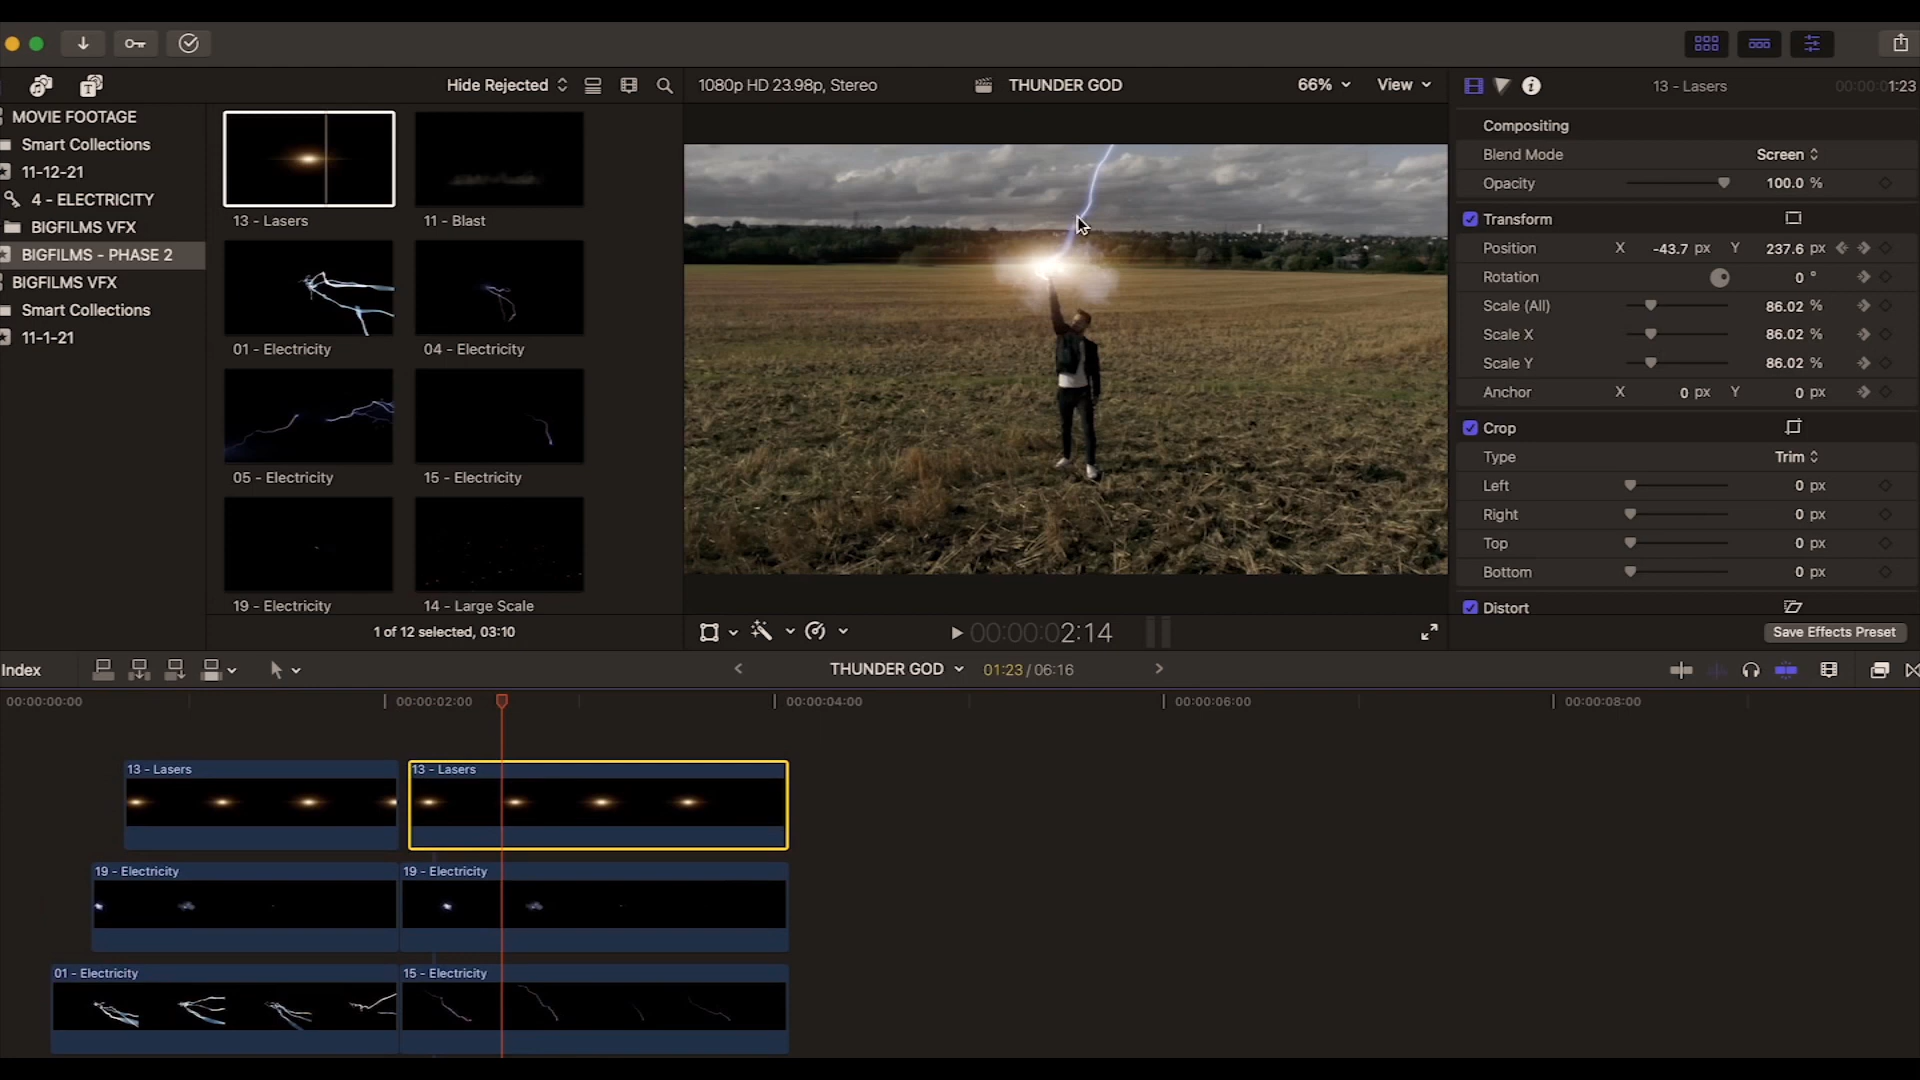 Hide Rejected
1080p HD 23.98p, Stereo
THUNDER GOD
66%
View
13 - Lasers
00:00:01:23
MOVIE FOOTAGE
Smart Collections
11-12-21
4 - ELECTRICITY
BIGFILMS VFX
BIGFILMS - PHASE 2
BIGFILMS VFX
Smart Collections
11-1-21
13 - Lasers
11 - Blast
01 - Electricity
04 - Electricity
05 - Electricity
15 - Electricity
19 - Electricity
14 - Large Scale
1 of 12 selected, 03:10
Compositing
Blend Mode Screen
Opacity 100.0 %
Transform
Position X -43.7 px Y 237.6 px
Rotation 0 °
Scale (All) 86.02 %
Scale X 86.02 %
Scale Y 86.02 %
Anchor X 0 px Y 0 px
Crop
Type Trim
Left 0 px
Right 0 px
Top 0 px
Bottom 0 px
Distort
Save Effects Preset
00:00:02:14
Index
THUNDER GOD
01:23 / 06:16
00:00:00:00
00:00:02:00
00:00:04:00
00:00:06:00
00:00:08:00
13 - Lasers
13 - Lasers
19 - Electricity
19 - Electricity
01 - Electricity
15 - Electricity